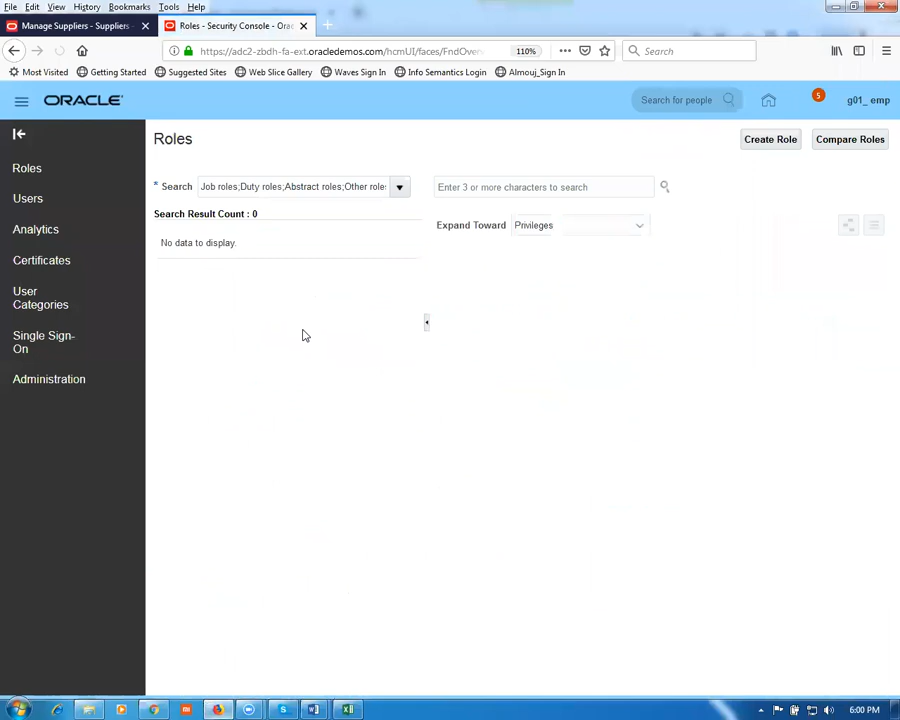 File Edit View History Bookmarks Tools Help
Manage Suppliers - Suppliers -
Roles - Security Console - Orac
https://adc2-zbdh-fa-ext.oracledemos.com/hcmUI/faces/FndOver
110%
Search
Most Visited Getting Started Suggested Sites Web Slice Gallery Waves Sign In Info Semantics Login Almouj_Sign In
ORACLE
Search for people
5
g01_ emp
Roles
Create Role
Compare Roles
Roles
Users
Analytics
Certificates
User
Categories
Single Sign-
On
Administration
* Search Job roles;Duty roles;Abstract roles;Other roles
Enter 3 or more characters to search
Search Result Count : 0
Expand Toward Privileges
No data to display.
6:00 PM